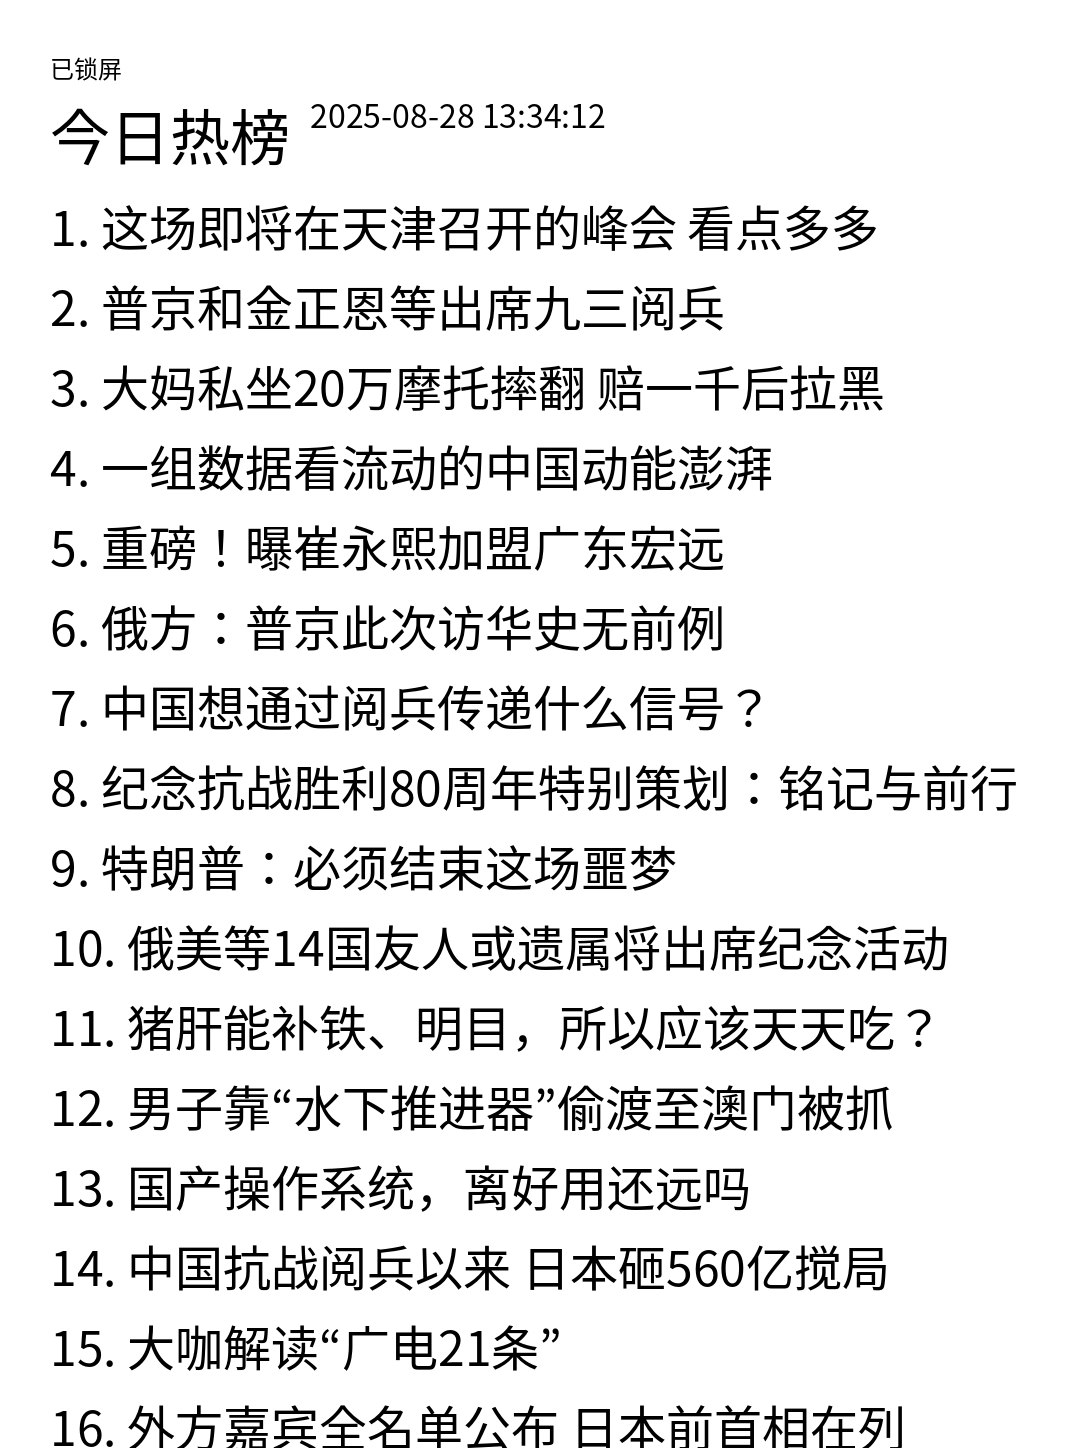 已锁屏
今日热榜 2025-08-28 13:34:12
1. 这场即将在天津召开的峰会 看点多多
2. 普京和金正恩等出席九三阅兵
3. 大妈私坐20万摩托摔翻 赔一千后拉黑
4. 一组数据看流动的中国动能澎湃
5. 重磅！曝崔永熙加盟广东宏远
6. 俄方：普京此次访华史无前例
7. 中国想通过阅兵传递什么信号？
8. 纪念抗战胜利80周年特别策划：铭记与前行
9. 特朗普：必须结束这场噩梦
10. 俄美等14国友人或遗属将出席纪念活动
11. 猪肝能补铁、明目，所以应该天天吃？
12. 男子靠“水下推进器”偷渡至澳门被抓
13. 国产操作系统，离好用还远吗
14. 中国抗战阅兵以来 日本砸560亿搅局
15. 大咖解读“广电21条”
16. 外方嘉宾全名单公布 日本前首相在列